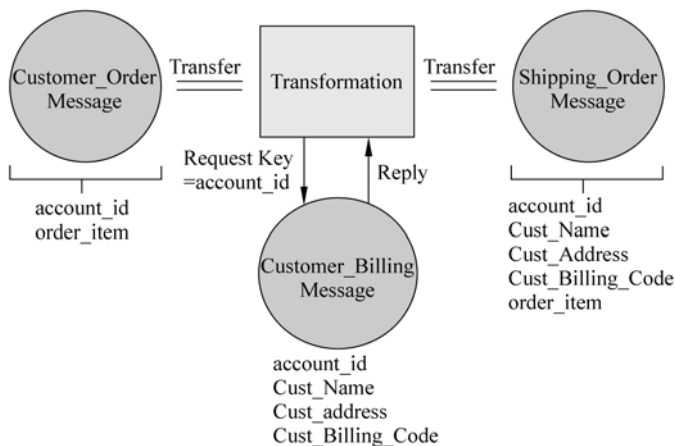 Customer_Order
Message
Transfer
Transformation
Transfer
Shipping_Order
Message
account_id
order_item
Request Key
=account_id
Reply
Customer_Billing
Message
account_id
Cust_Name
Cust_address
Cust_Billing_Code
account_id
Cust_Name
Cust_Address
Cust_Billing_Code
order_item